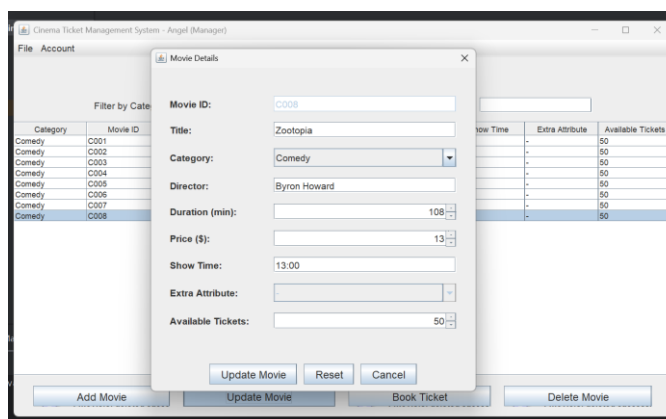 Cinema Ticket Management System - Angel (Manager)
File Account
Movie Details
Filter by Cate
Movie ID: C008
Title: Zootopia
Category: Comedy
Director: Byron Howard
Duration (min): 108
Price ($): 13
Show Time: 13:00
Extra Attribute: -
Available Tickets: 50
Update Movie Reset Cancel
Category Movie ID how Time Extra Attribute Available Tickets
Comedy C001 - 50
Comedy C002 - 50
Comedy C003 - 50
Comedy C004 - 50
Comedy C005 - 50
Comedy C006 - 50
Comedy C007 - 50
Comedy C008 - 50
Add Movie Update Movie Book Ticket Delete Movie